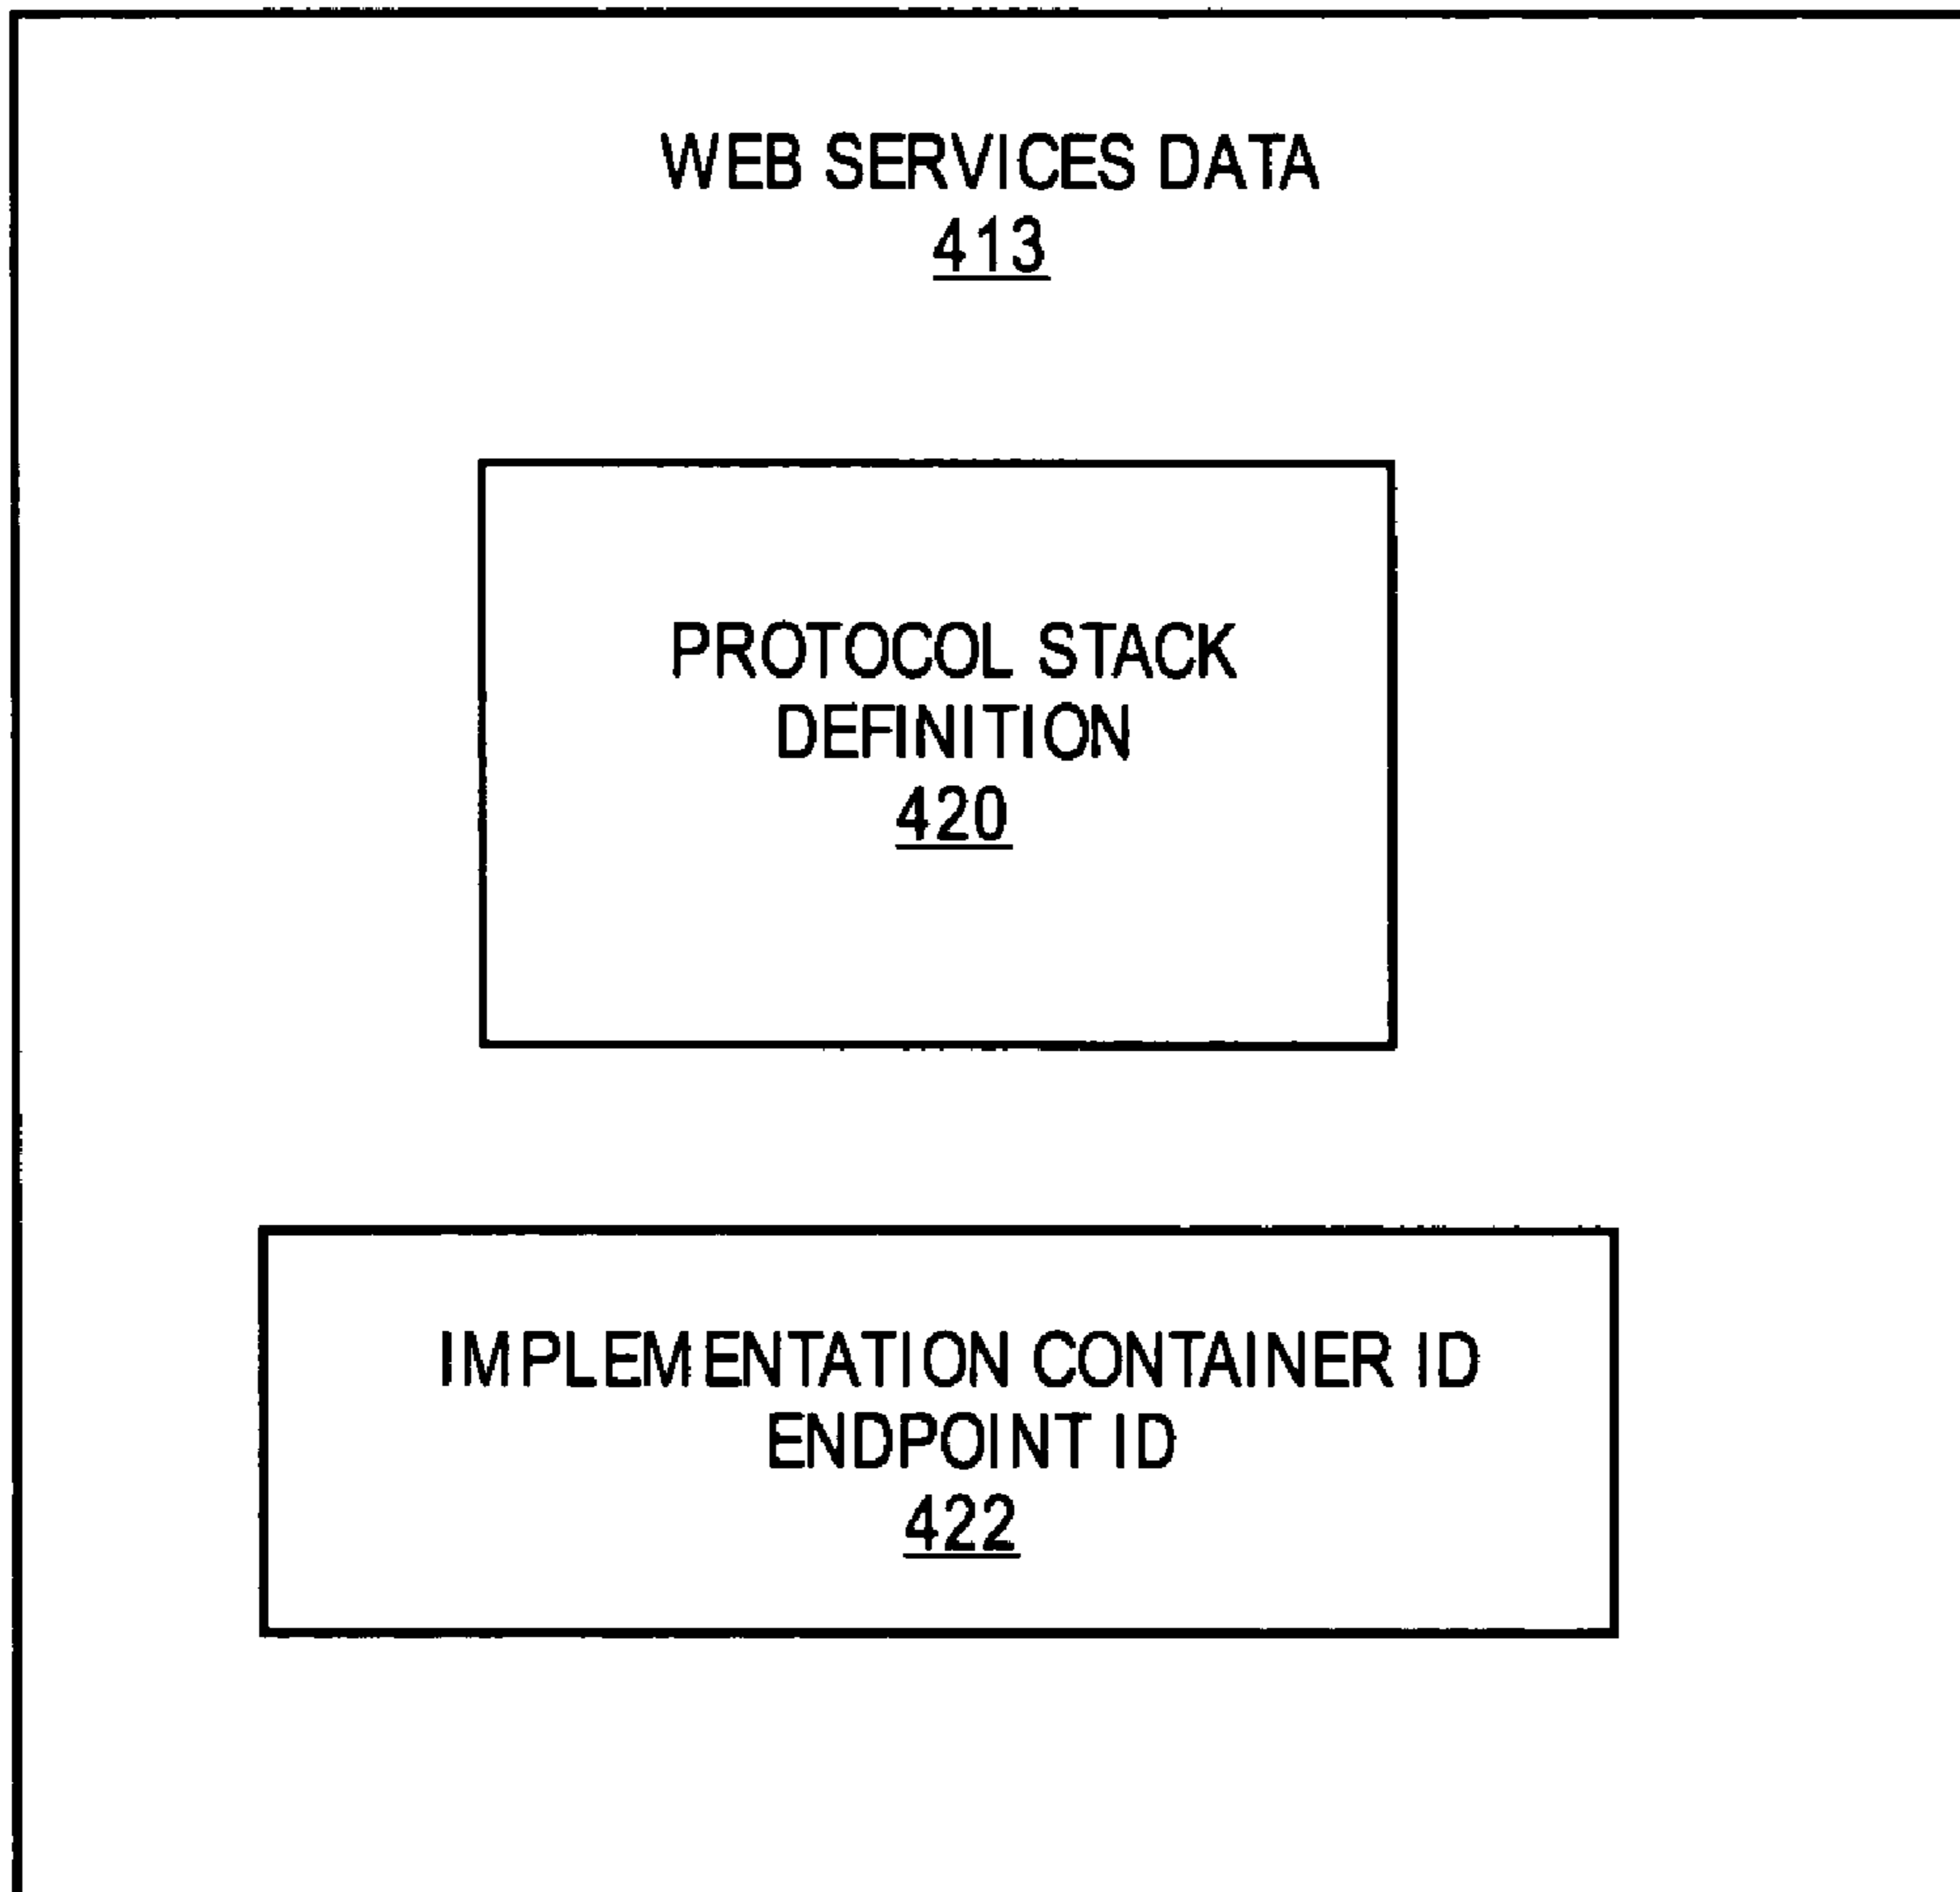 WEB SERVICES DATA
413
PROTOCOL STACK
DEFINITION
420
IMPLEMENTATION CONTAINER ID
ENDPOINT ID
422